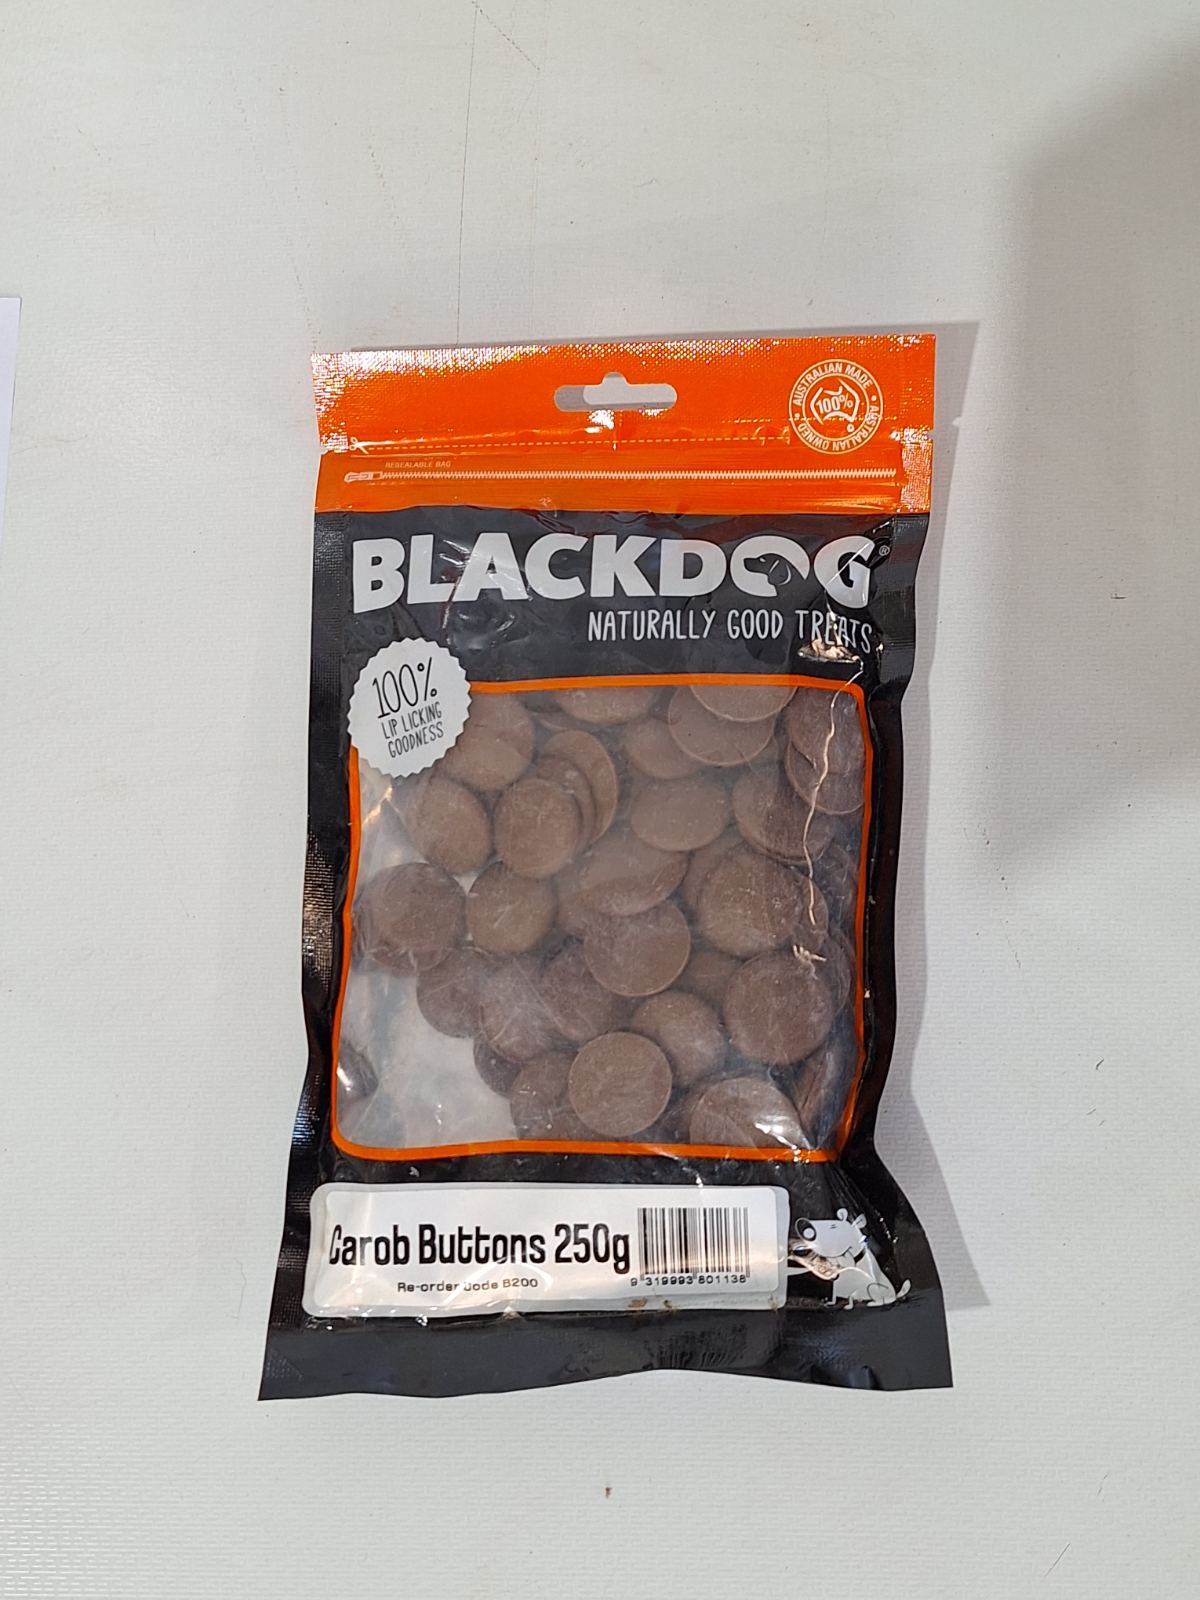 AUSTRALIAN MADE
100%
AUSTRALIAN OWNED
RESEALABLE BAG
BLACKDOG®
NATURALLY GOOD TREATS
100%
LIP LICKING
GOODNESS
Carob Buttons 250g
Re-order Code B200
9 319993 801138